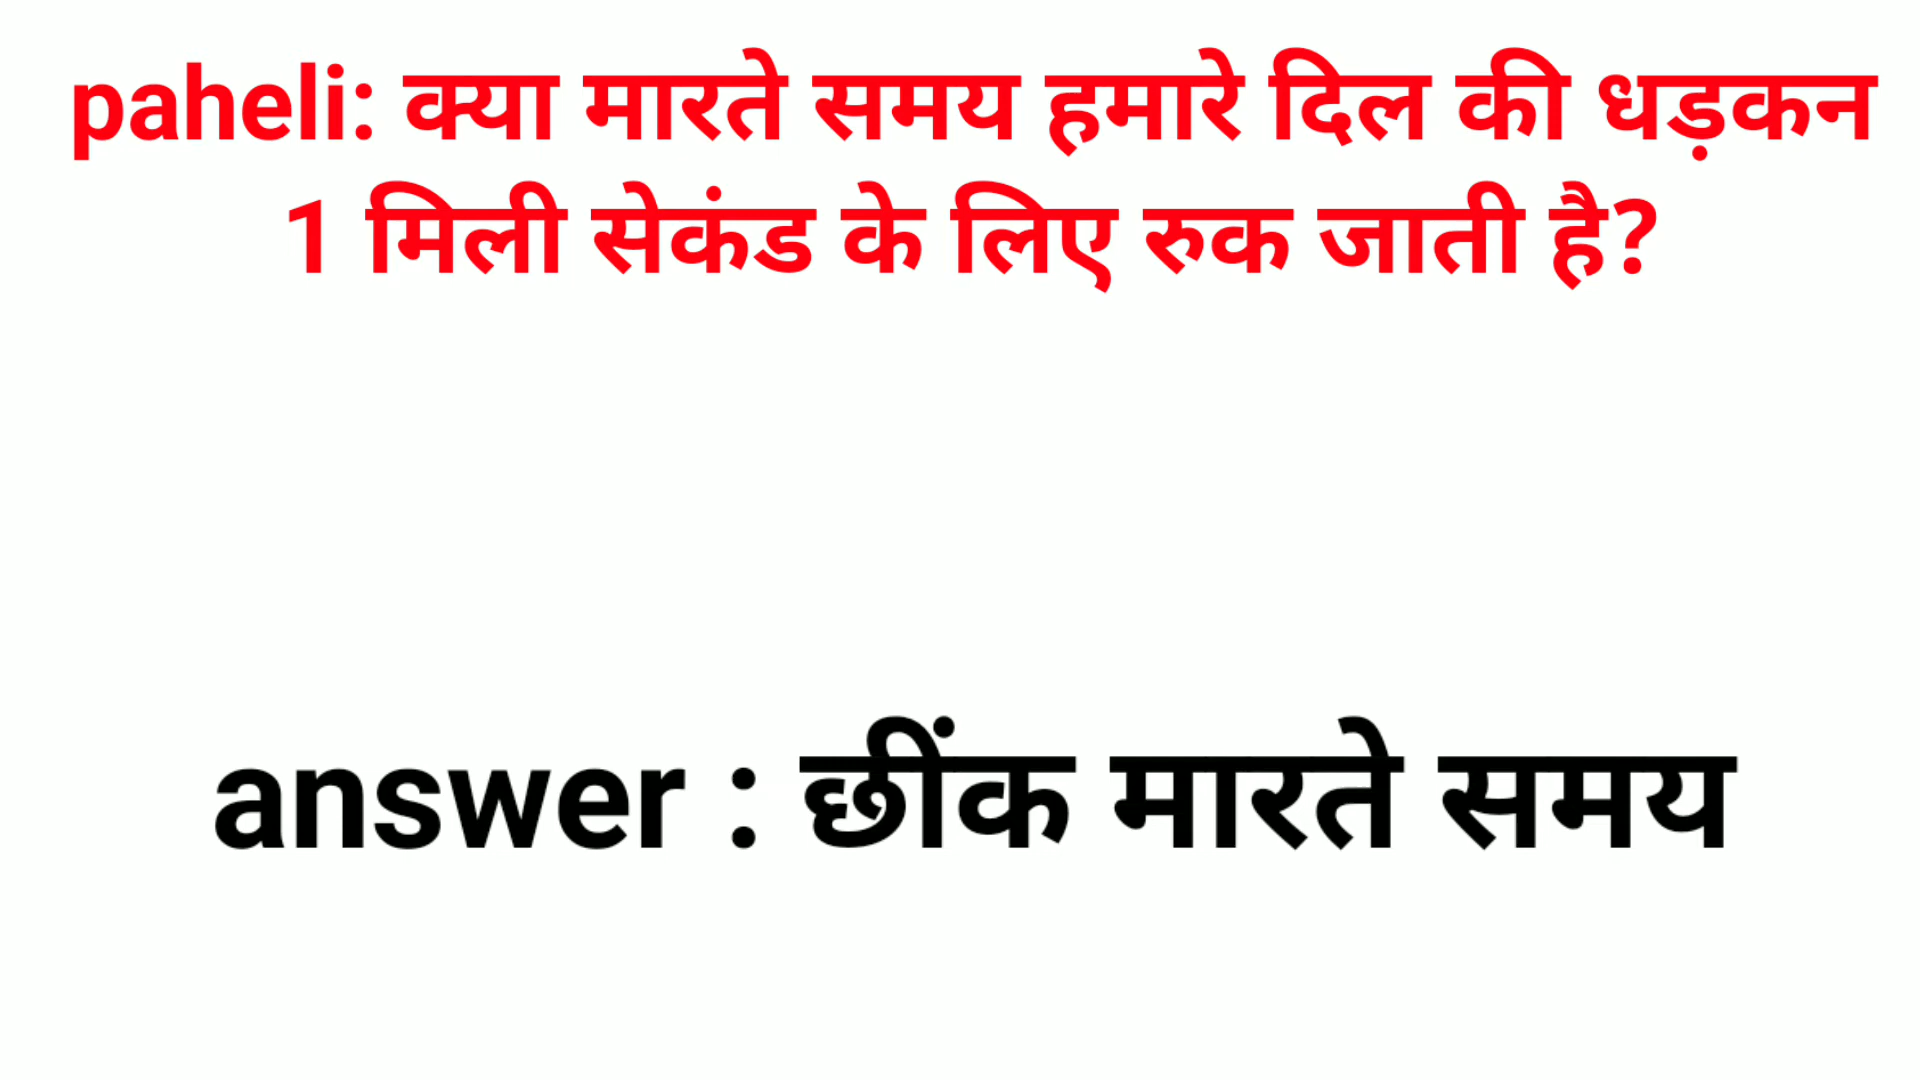 paheli: क्या मारते समय हमारे दिल की धड़कन
1 मिली सेकंड के लिए रुक जाती है?
answer : छींक मारते समय